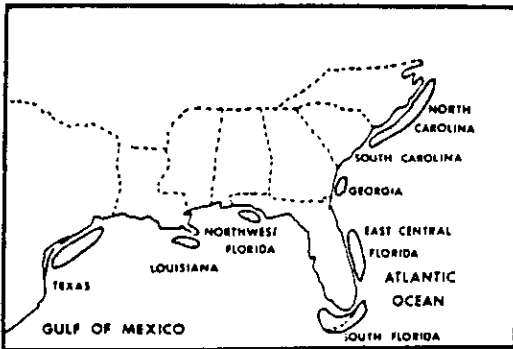 NORTH
CAROLINA
SOUTH CAROLINA
GEORGIA
NORTHWEST
FLORIDA
EAST CENTRAL
FLORIDA
LOUISIANA
TEXAS
ATLANTIC
OCEAN
GULF OF MEXICO
SOUTH FLORIDA